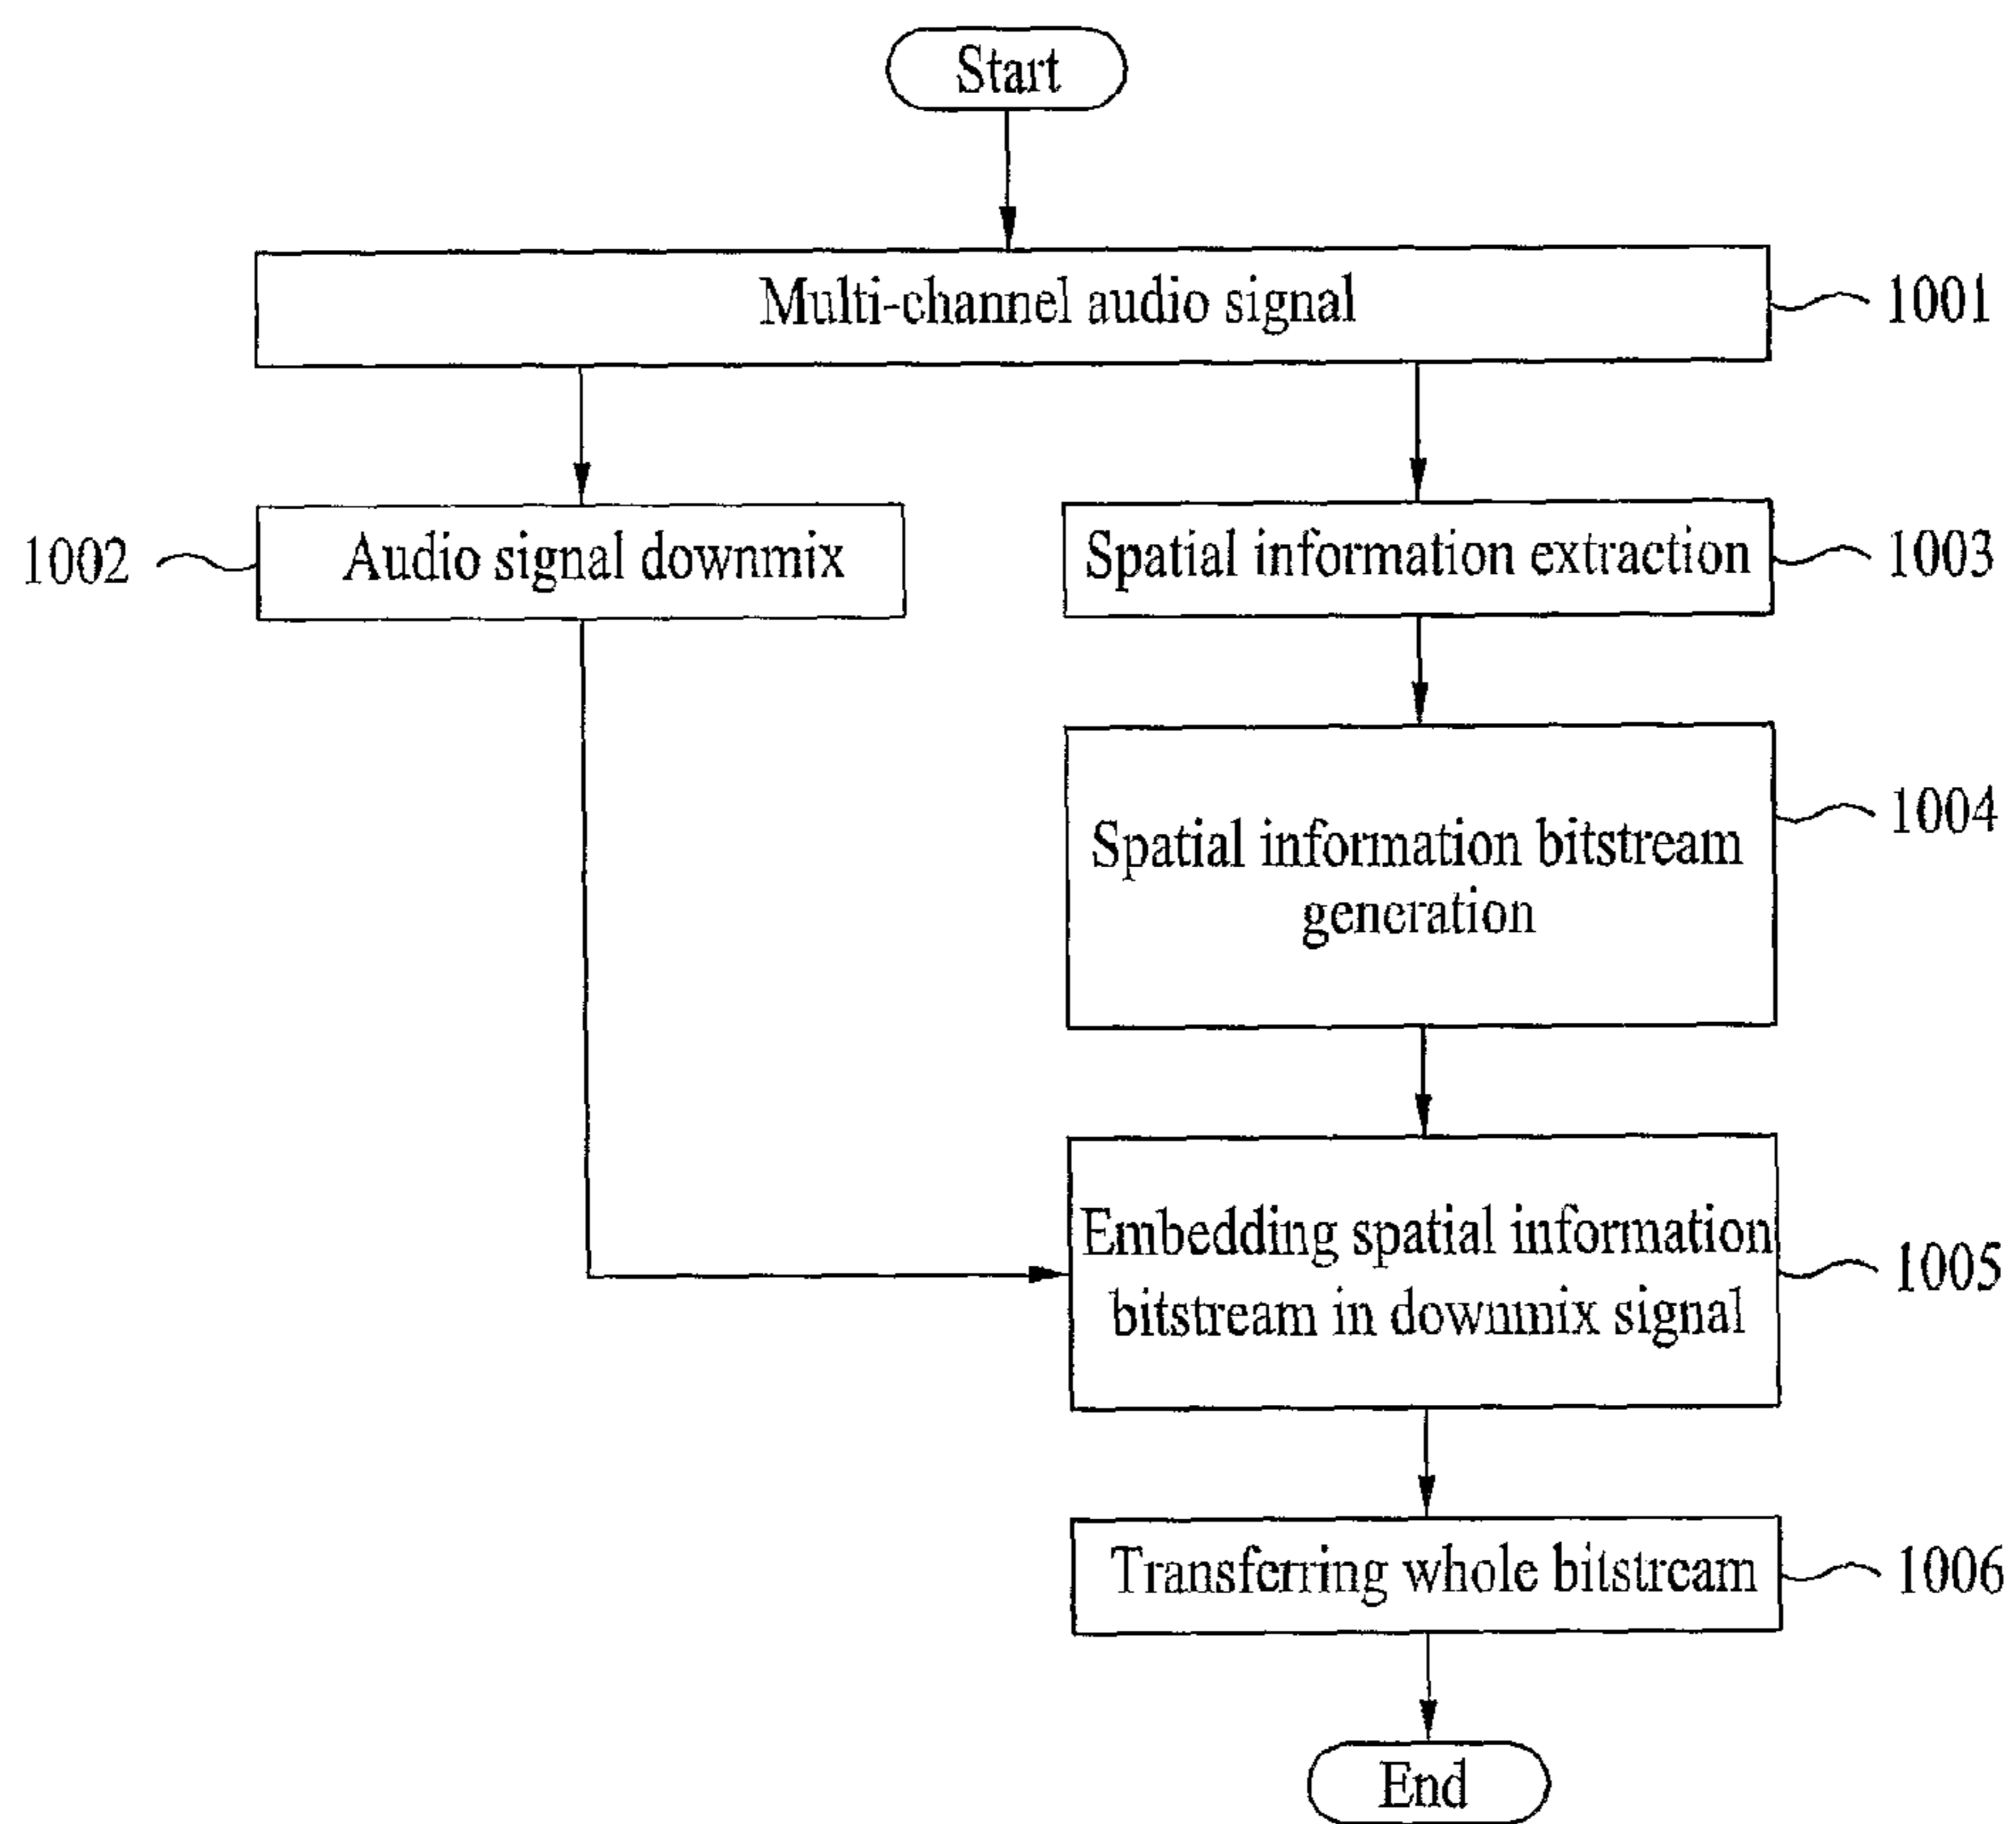 Start
Multi-channel audio signal
1001
1002
Audio signal downmix
Spatial information extraction
1003
Spatial information bitstream
generation
1004
Embedding spatial information
bitstream in downmix signal
1005
Transferring whole bitstream
1006
End